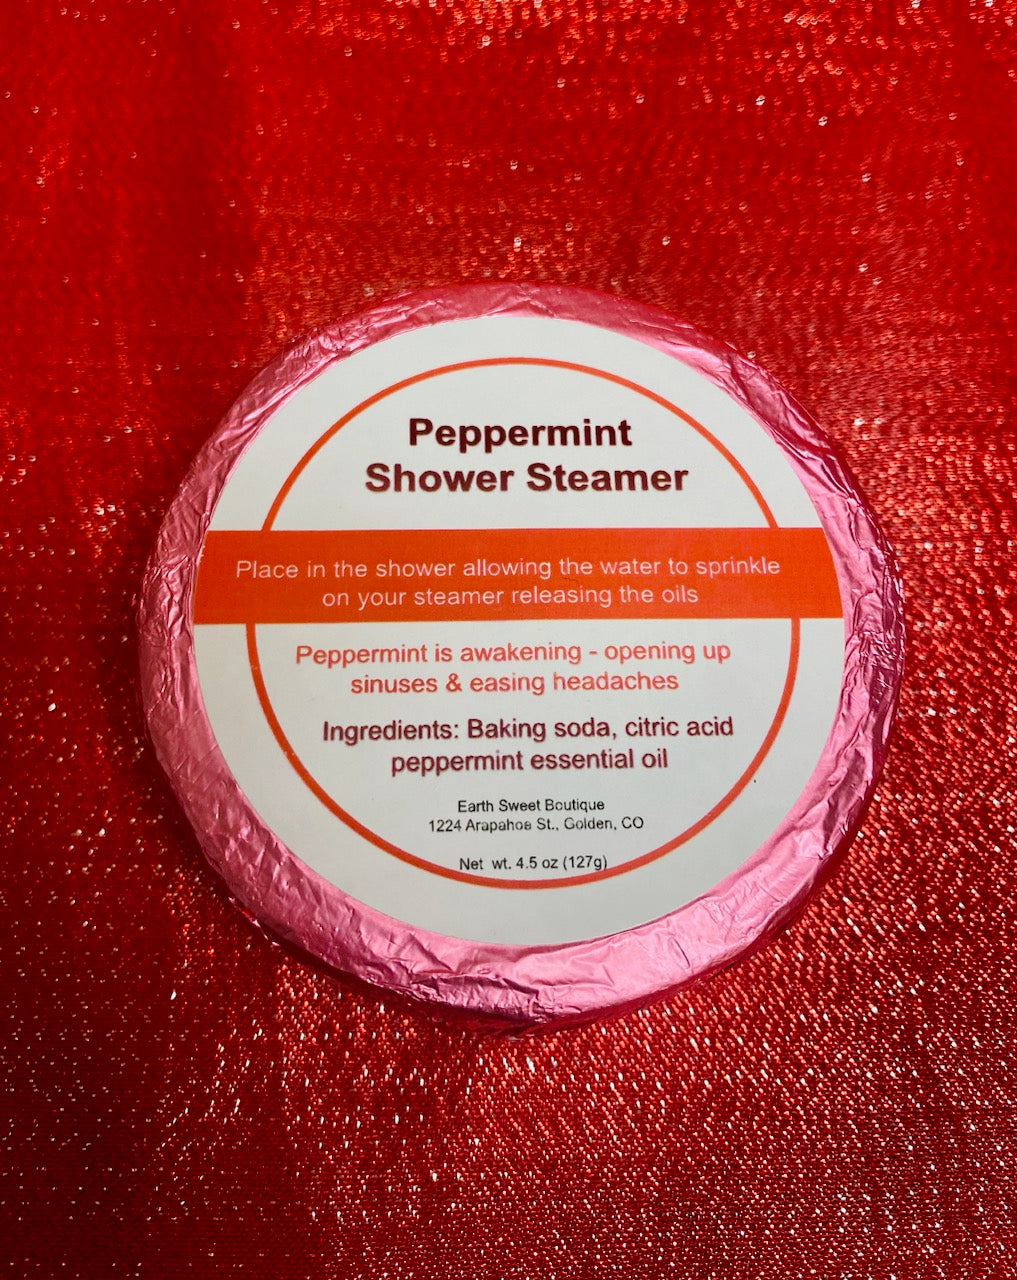 Peppermint
Shower Steamer
Place in the shower allowing the water to sprinkle
on your steamer releasing the oils
Peppermint is awakening - opening up
sinuses & easing headaches
Ingredients: Baking soda, citric acid
peppermint essential oil
Earth Sweet Boutique
1224 Arapahoe St., Golden, CO
Net wt. 4.5 oz (127g)